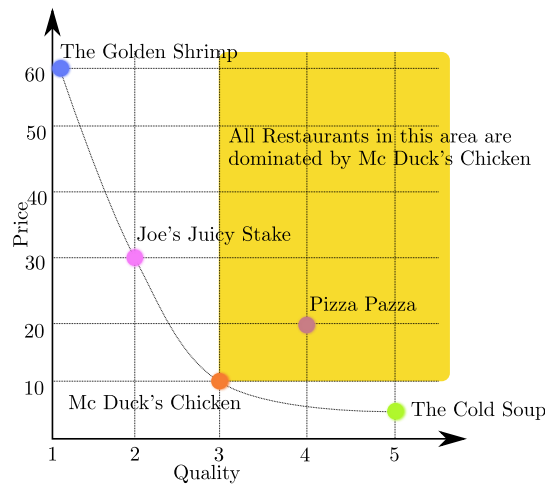 The Golden Shrimp
60
50
All Restaurants in this area are
dominated by Mc Duck's Chicken
40
Price
Joe's Juicy Stake
30
Pizza Pazza
20
10
Mc Duck's Chicken
The Cold Soup
1 2 3 4 5
Quality